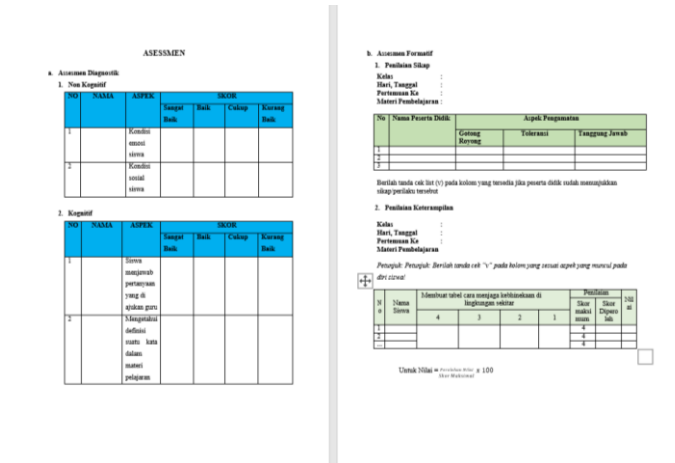 ASESSMEN
a. Assesmen Diagnostik
1. Non Kognitif
NO NAMA ASPEK SKOR
Sangat Baik Baik Cukup Kurang Baik
1 Kondisi
emosi
siswa
2 Kondisi
sosial
siswa
2. Kognitif
NO NAMA ASPEK SKOR
Sangat Baik Baik Cukup Kurang Baik
1 Siswa
menjawab
pertanyaan
yang di
ajukan guru
2 Mengetahui
definisi
suatu kata
dalam
materi
pelajaran
b. Assesmen Formatif
1. Penilaian Sikap
Kelas :
Hari, Tanggal :
Pertemuan Ke :
Materi Pembelajaran :
No Nama Peserta Didik Aspek Pengamatan
Gotong Royong Toleransi Tanggung Jawab
1
2
3
Berilah tanda cek list (v) pada kolom yang tersedia jika peserta didik sudah menunjukkan
sikap/perilaku tersebut
2. Penilaian Keterampilan
Kelas :
Hari, Tanggal :
Pertemuan Ke :
Materi Pembelajaran
Petunjuk: Petunjuk: Berilah tanda cek "v" pada kolom yang sesuai aspek yang muncul pada
diri siswa!
No Nama Siswa Membuat tabel cara menjaga kebhinekaan di lingkungan sekitar Penilaian Nilai
4 3 2 1 Skor maksimum Skor Diperoleh
1 4
2 4
... 4
Untuk Nilai = Perolehan Nilai / Skor Maksimal x 100